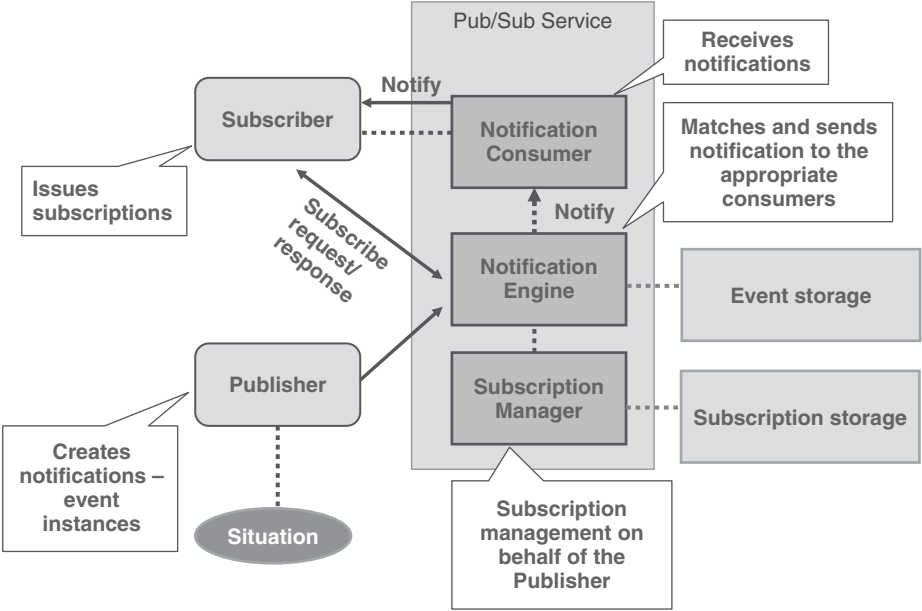 Pub/Sub Service
Receives
notifications
Notify
Subscriber
Notification
Consumer
Matches and sends
notification to the
appropriate
consumers
Issues
subscriptions
Notify
Subscribe
request/
response
Notification
Engine
Event storage
Publisher
Subscription
Manager
Subscription storage
Creates
notifications –
event
instances
Situation
Subscription
management on
behalf of the
Publisher